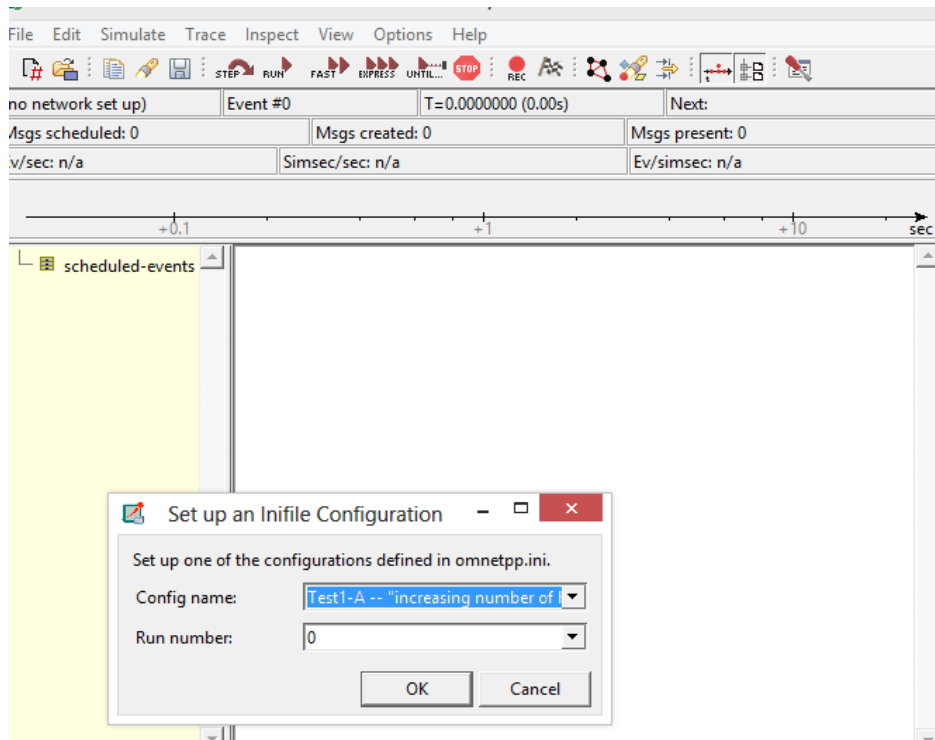 File Edit Simulate Trace Inspect View Options Help
STEP RUN FAST EXPRESS UNTIL... STOP REC
no network set up) Event #0 T=0.0000000 (0.00s) Next:
Msgs scheduled: 0 Msgs created: 0 Msgs present: 0
Ev/sec: n/a Simsec/sec: n/a Ev/simsec: n/a
+0.1 +1 +10 sec
scheduled-events
Set up an Inifile Configuration
Set up one of the configurations defined in omnetpp.ini.
Config name: Test1-A -- "increasing number of
Run number: 0
OK Cancel